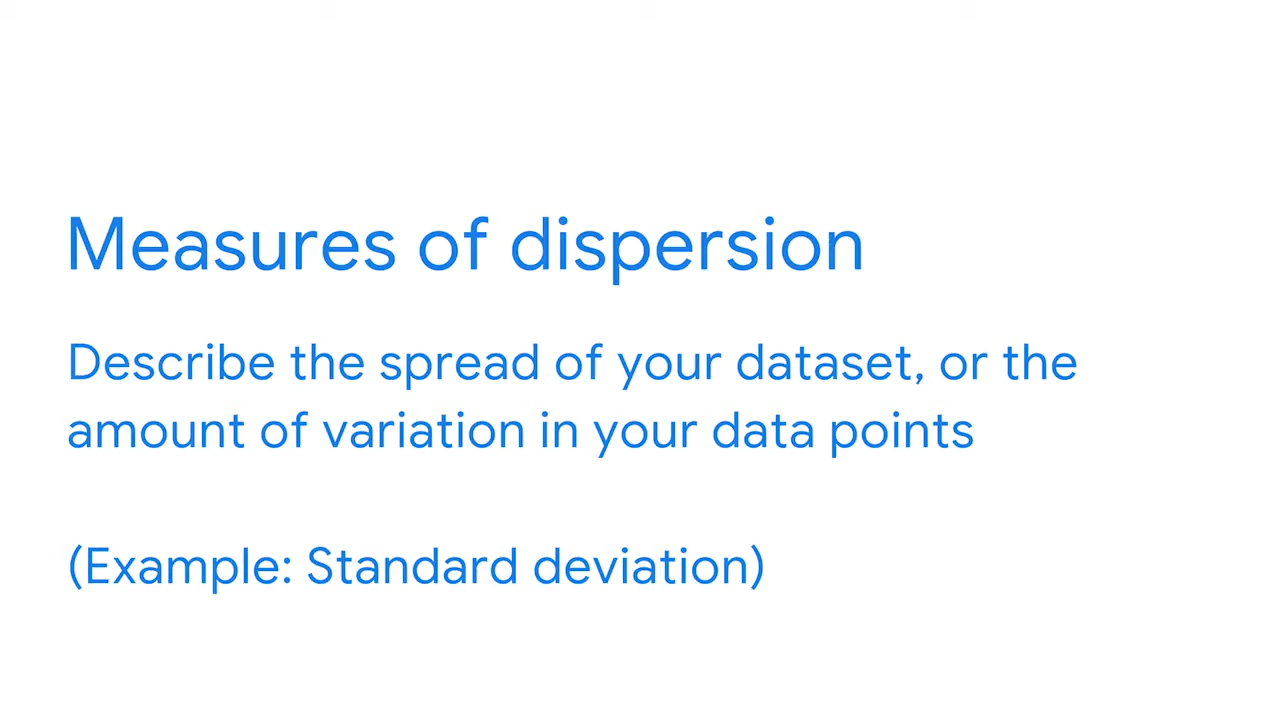 Measures of dispersion
Describe the spread of your dataset, or the
amount of variation in your data points
(Example: Standard deviation)